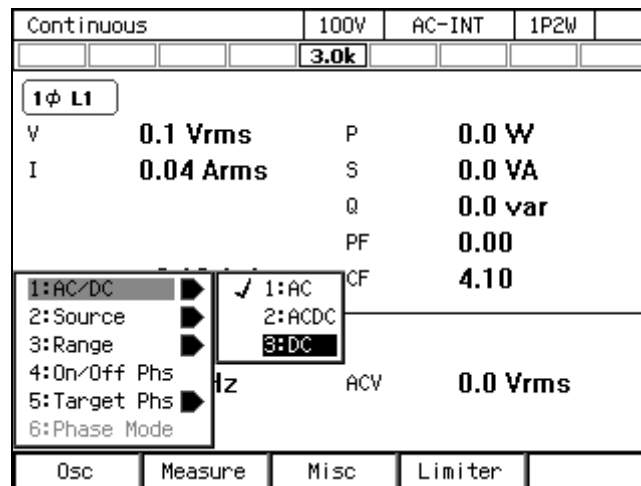 Continuous 100V AC-INT 1P2W
3.0k
1Φ L1
V 0.1 Vrms P 0.0 W
I 0.04 Arms S 0.0 VA
Q 0.0 var
PF 0.00
CF 4.10
1:AC/DC
2:Source
3:Range
4:On/Off Phs
5:Target Phs
6:Phase Mode
✓ 1:AC
2:ACDC
3:DC
Hz ACV 0.0 Vrms
Osc Measure Misc Limiter